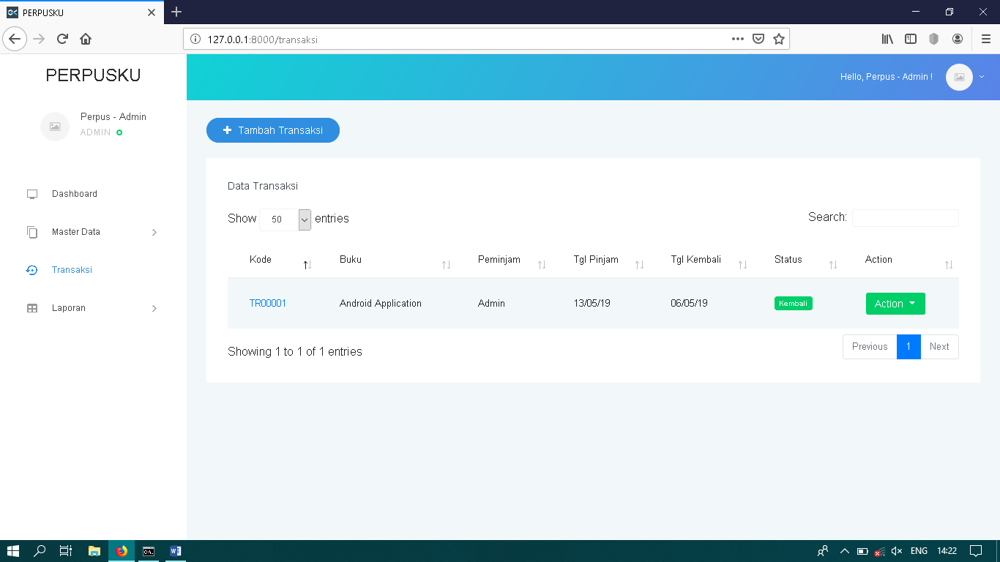 PERPUSKU
127.0.0.1:8000/transaksi
PERPUSKU
Hello, Perpus - Admin !
Perpus - Admin
ADMIN
Dashboard
Master Data
Transaksi
Laporan
Tambah Transaksi
Data Transaksi
Show 50 entries
Search:
Kode Buku Peminjam Tgl Pinjam Tgl Kembali Status Action
TR00001 Android Application Admin 13/05/19 06/05/19 Kembali Action
Showing 1 to 1 of 1 entries
Previous 1 Next
ENG 14:22